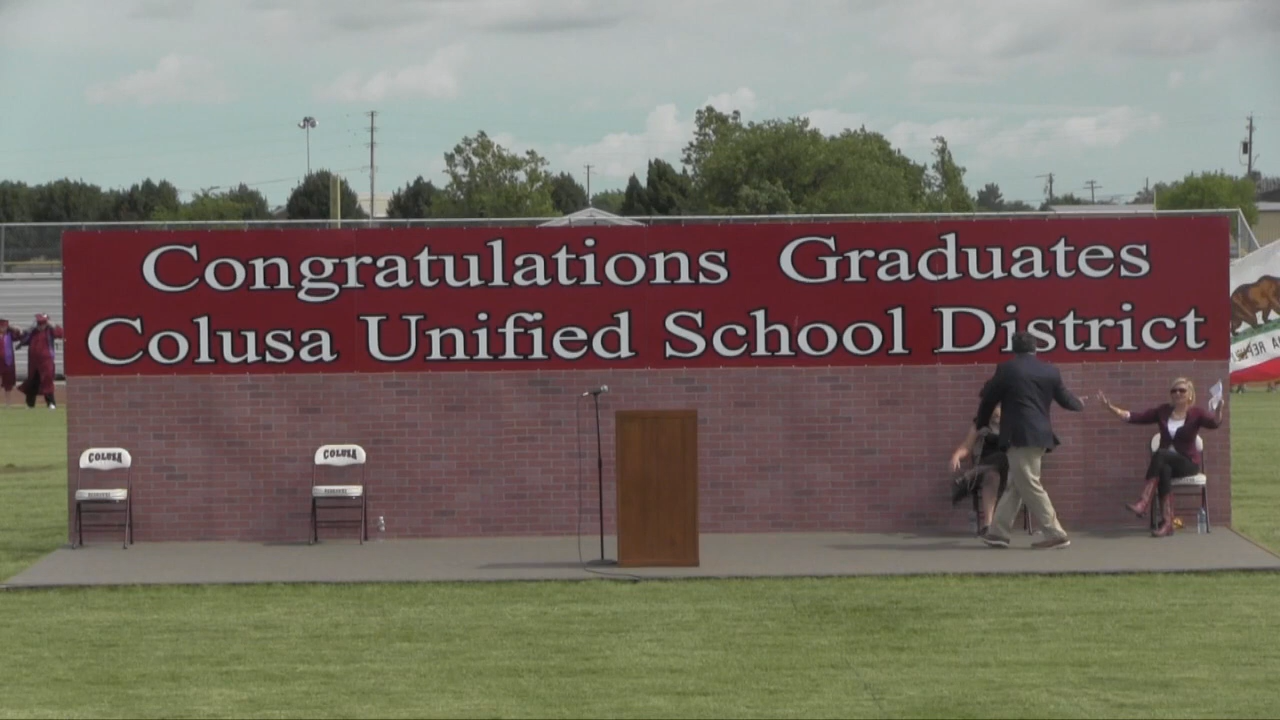 Congratulations Graduates
Colusa Unified School District
COLUSA
COLUSA